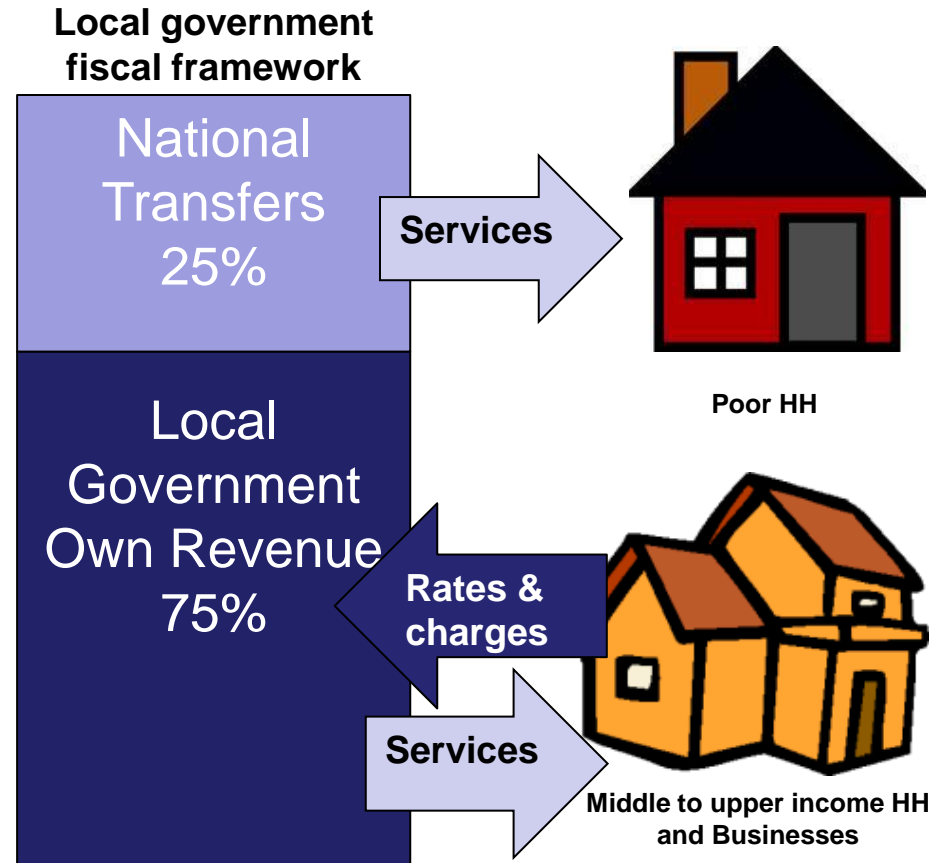 Local government
fiscal framework
National
Transfers
25%
Services
Poor HH
Local
Government
Own Revenue
75%
Rates &
charges
Services
Middle to upper income HH
and Businesses